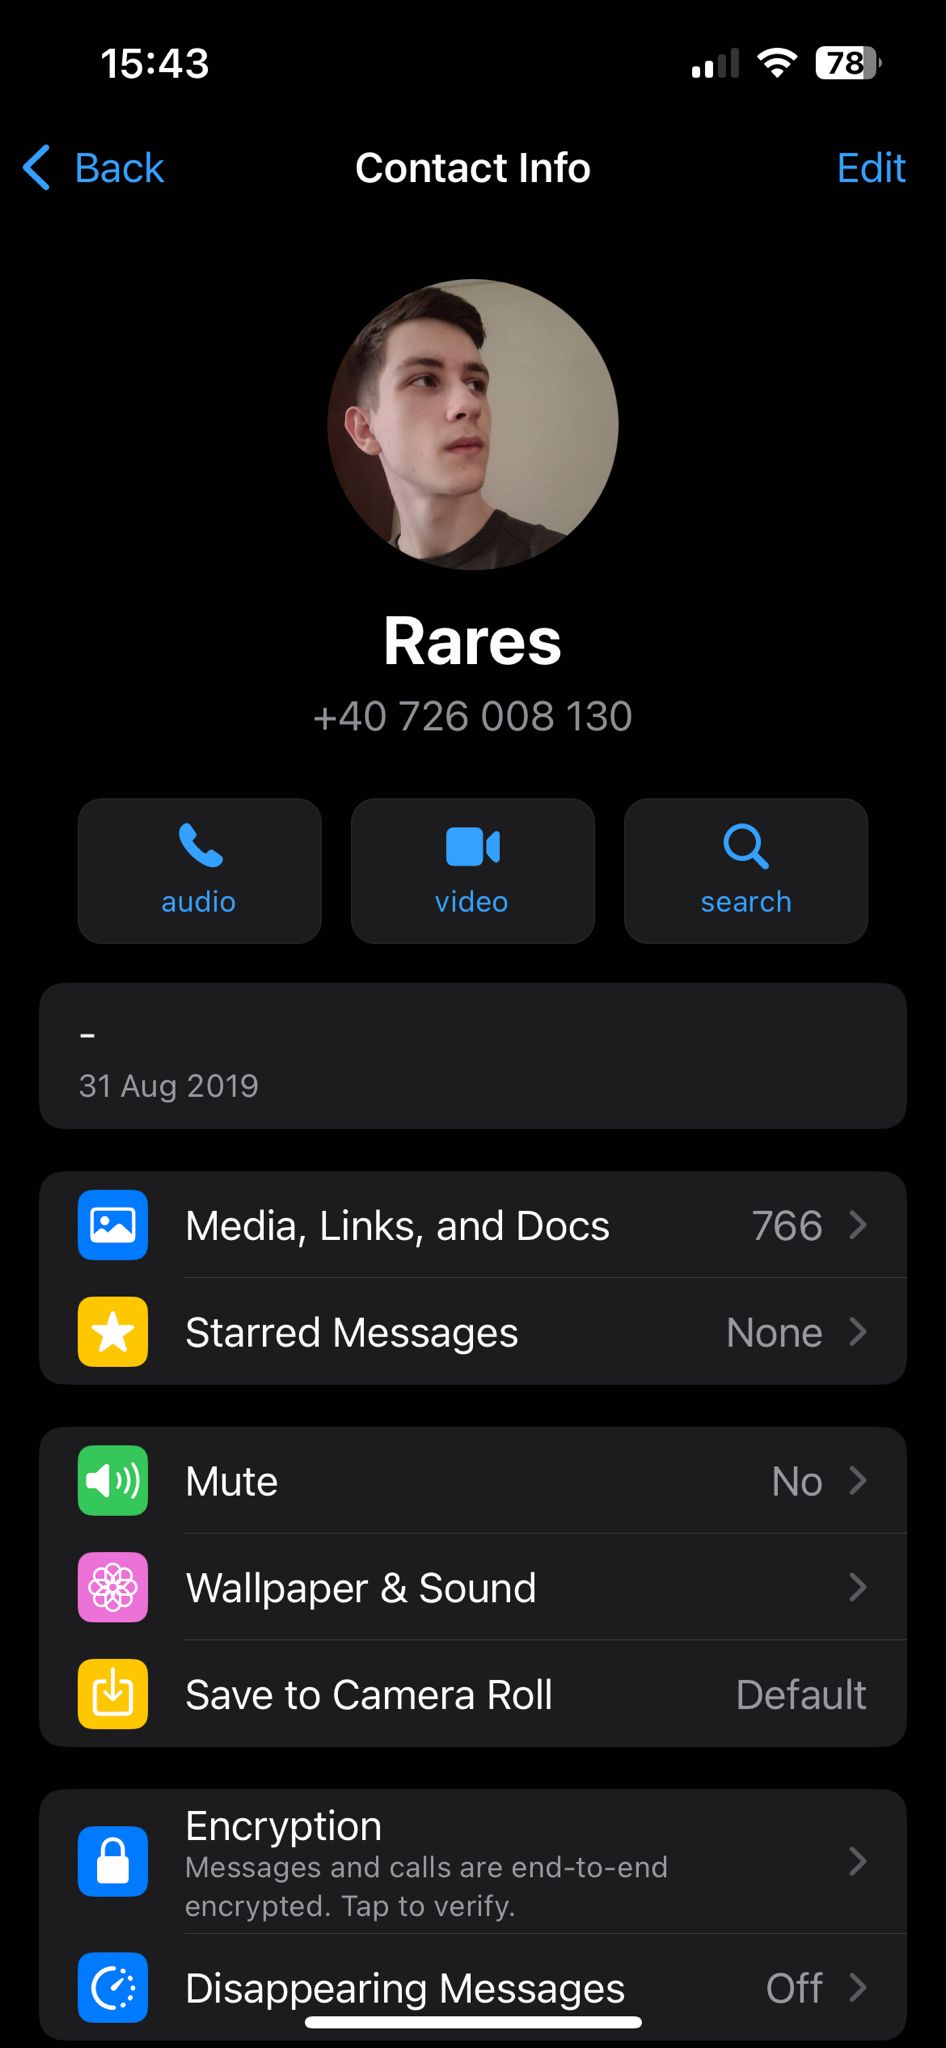 15:43
78
Back
Contact Info
Edit
Rares
+40 726 008 130
audio
video
search
-
31 Aug 2019
Media, Links, and Docs
766
Starred Messages
None
Mute
No
Wallpaper & Sound
Save to Camera Roll
Default
Encryption
Messages and calls are end-to-end
encrypted. Tap to verify.
Disappearing Messages
Off